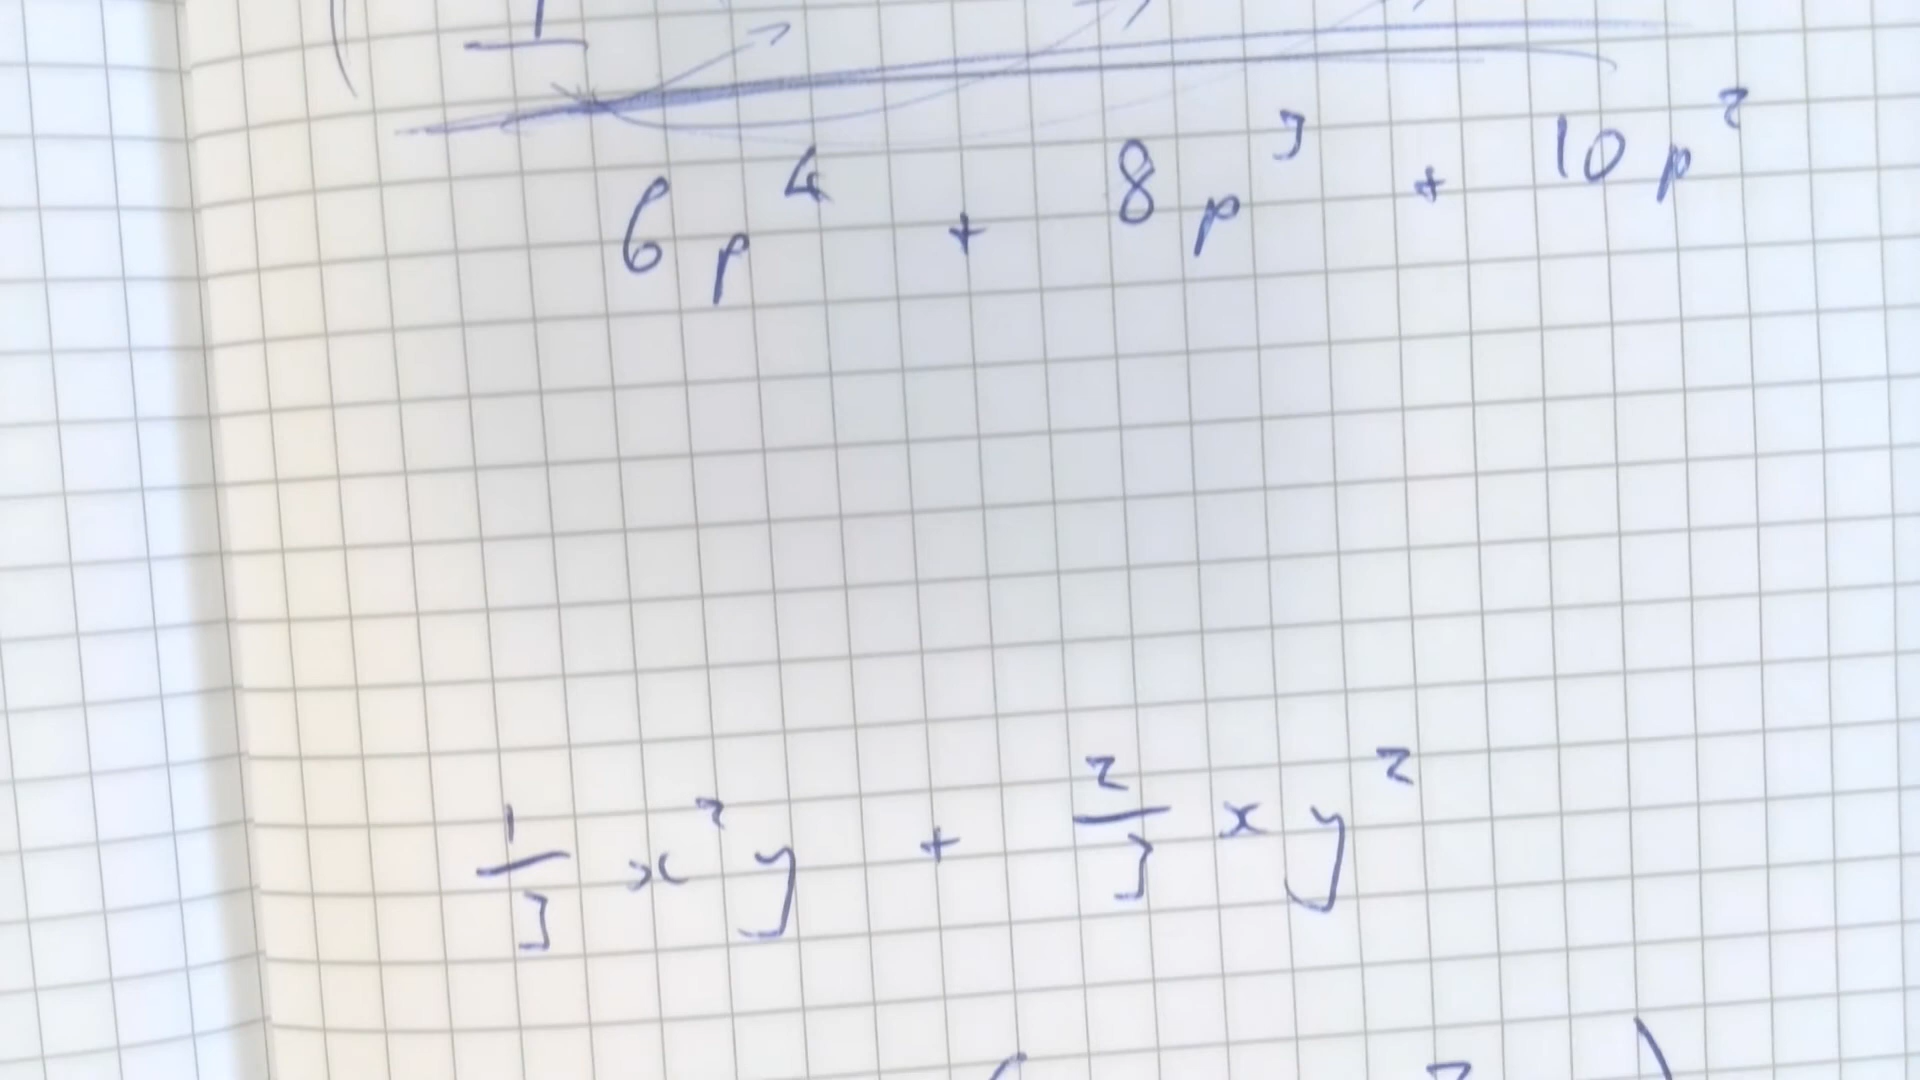 6p⁴ + 8p³ + 10p²
1/3 x²y + 2/3 xy²